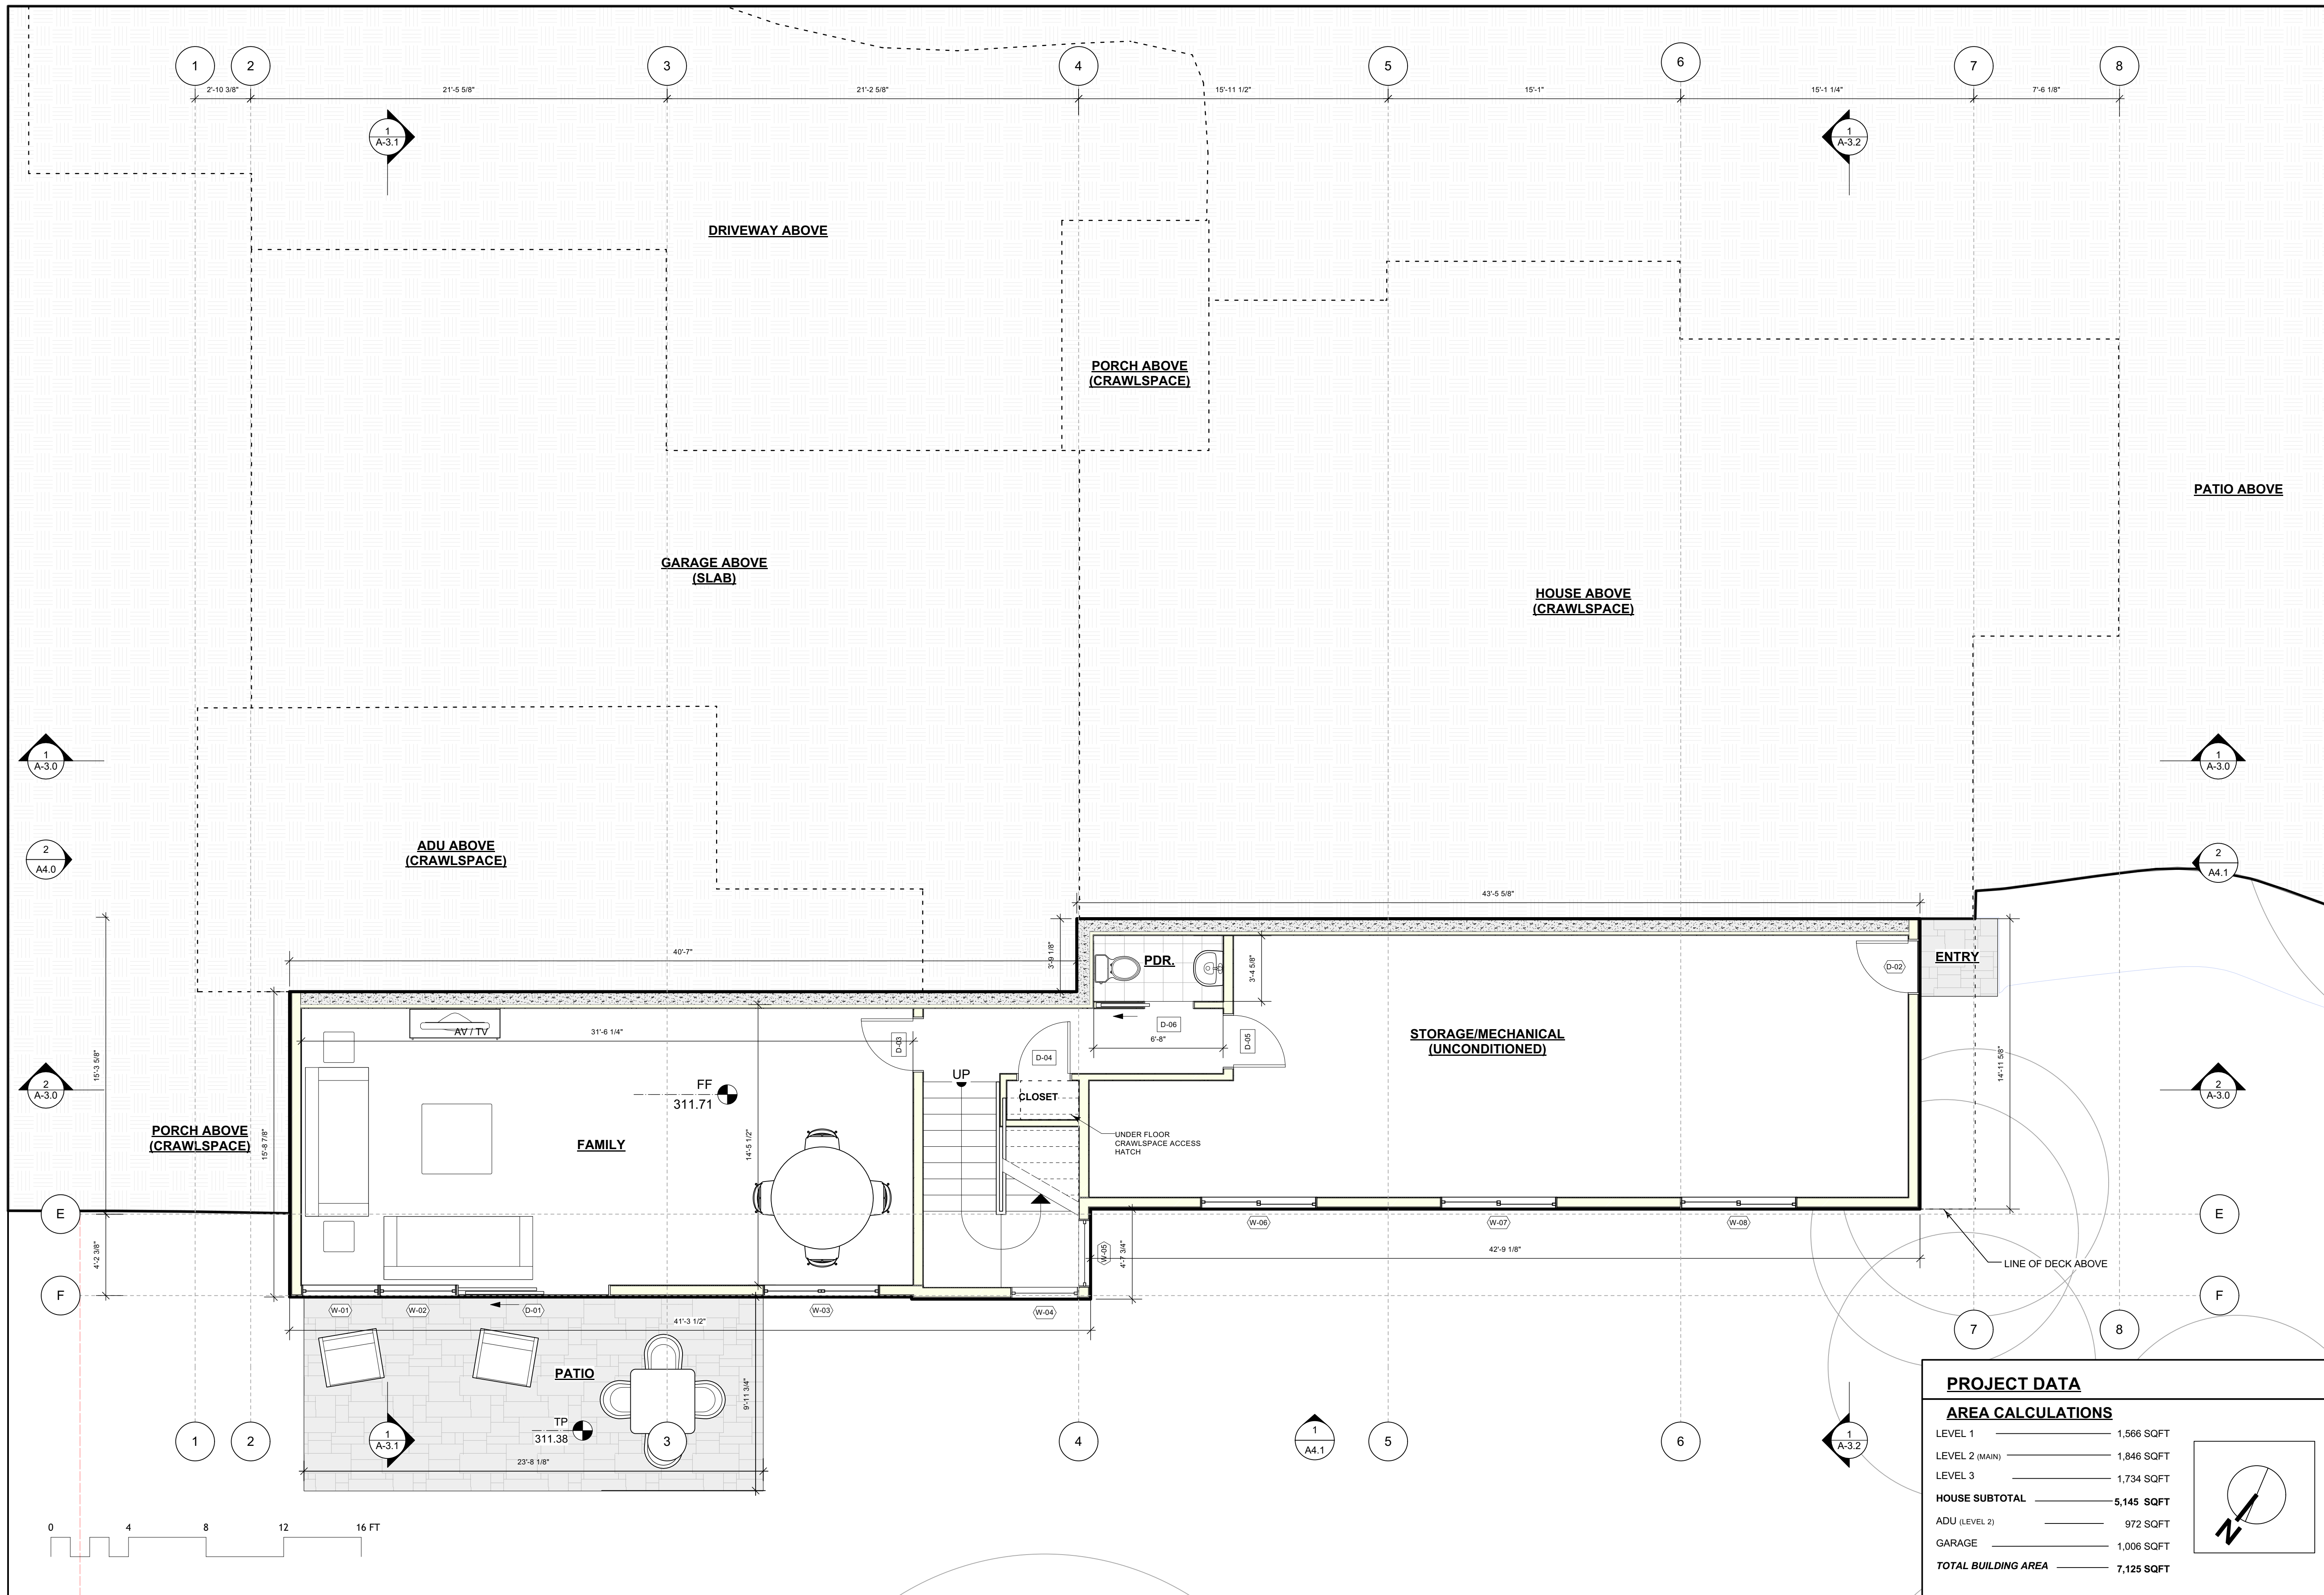 1 2 3 4 5 6 7 8
2'-10 3/8" 21'-5 5/8" 21'-2 5/8" 15'-11 1/2" 15'-1" 15'-1 1/4" 7'-6 1/8"
1
A-3.1
1
A-3.2
DRIVEWAY ABOVE
PORCH ABOVE
(CRAWLSPACE)
PATIO ABOVE
GARAGE ABOVE
(SLAB)
HOUSE ABOVE
(CRAWLSPACE)
1
A-3.0
1
A-3.0
ADU ABOVE
(CRAWLSPACE)
2
A4.0
2
A4.1
43'-5 5/8"
40'-7"
3'-9 1/8"
PDR.
3'-4 5/8"
D-02
ENTRY
AV / TV
31'-6 1/4"
D-03
D-06
D-05
6'-8"
D-04
STORAGE/MECHANICAL
(UNCONDITIONED)
15'-3 5/8"
14'-11 5/8"
2
A-3.0
2
A-3.0
FF
311.71
UP
CLOSET
PORCH ABOVE
(CRAWLSPACE)
15'-8 7/8"
FAMILY
14'-5 1/2"
UNDER FLOOR
CRAWLSPACE ACCESS
HATCH
E
E
4'-2 3/8"
W-05
4'-7 3/4"
W-06
W-07
W-08
42'-9 1/8"
LINE OF DECK ABOVE
F
F
W-01
W-02
D-01
W-03
W-04
41'-3 1/2"
7 8
PATIO
9'-11 3/4"
TP
311.38
1 2
1
A-3.1
3
4
1
A4.1
5
6
1
A-3.2
23'-8 1/8"
0 4 8 12 16 FT
PROJECT DATA
AREA CALCULATIONS
LEVEL 1 1,566 SQFT
LEVEL 2 (MAIN) 1,846 SQFT
LEVEL 3 1,734 SQFT
HOUSE SUBTOTAL 5,145 SQFT
ADU (LEVEL 2) 972 SQFT
GARAGE 1,006 SQFT
TOTAL BUILDING AREA 7,125 SQFT
N